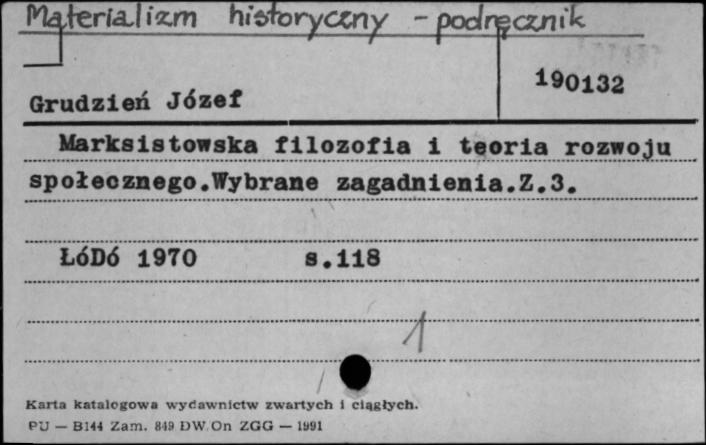 Materializm historyczny - podręcznik
190132
Grudzień Józef
Marksistowska filozofia i teoria rozwoju
społecznego.Wybrane zagadnienia.Z.3.
ŁóDó 1970 s.118
1
Karta katalogowa wydawnictw zwartych i ciągłych.
PU — B144 Zam. 849 DW.On ZGG — 1991